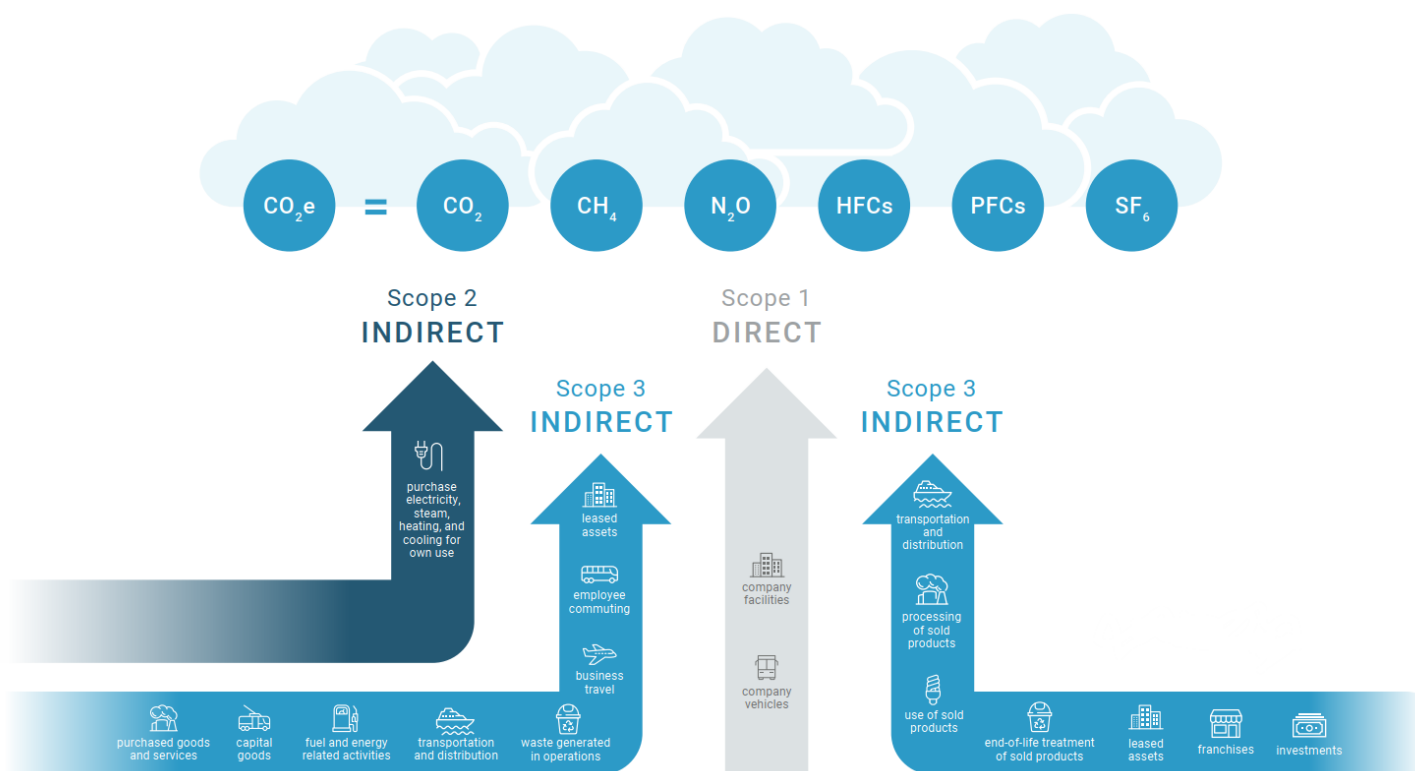 CO₂e = CO₂ CH₄ N₂O HFCs PFCs SF₆
Scope 2
INDIRECT
purchase
electricity,
steam,
heating, and
cooling for
own use
Scope 3
INDIRECT
leased
assets
employee
commuting
business
travel
purchased goods
and services
capital
goods
fuel and energy
related activities
transportation
and distribution
waste generated
in operations
Scope 1
DIRECT
company
facilities
company
vehicles
Scope 3
INDIRECT
transportation
and
distribution
processing
of sold
products
use of sold
products
end-of-life treatment
of sold products
leased
assets
franchises
investments